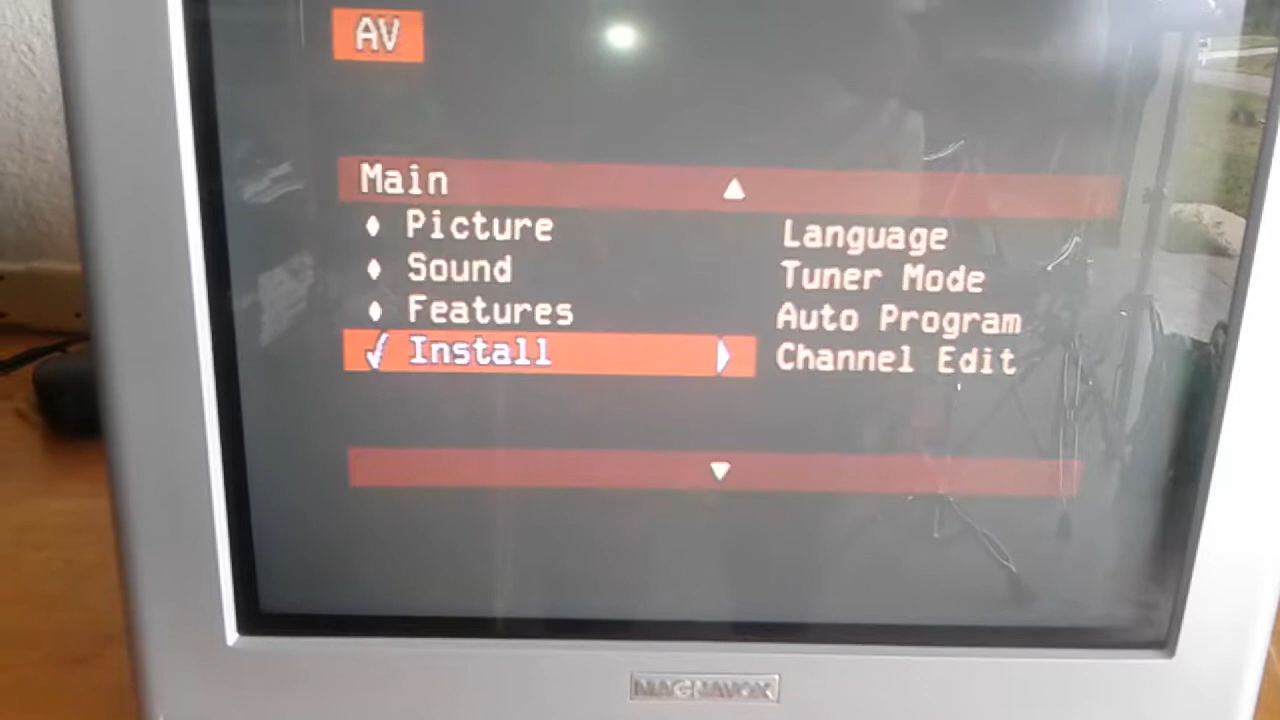 AV
Main
Picture
Sound
Features
Install
Language
Tuner Mode
Auto Program
Channel Edit
MAGNAVOX